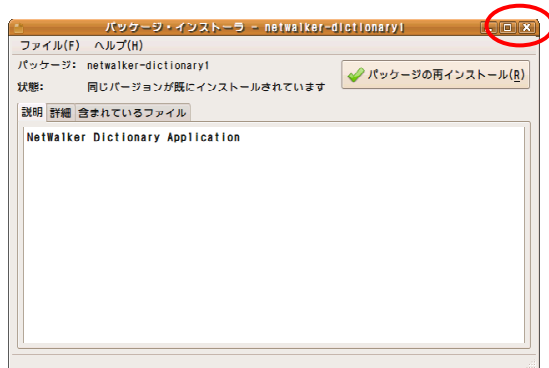 パッケージ・インストーラ - netwalker-dictionary1
ファイル(F) ヘルプ(H)
パッケージ: netwalker-dictionary1
パッケージの再インストール(R)
状態: 同じバージョンが既にインストールされています
説明 詳細 含まれているファイル
NetWalker Dictionary Application